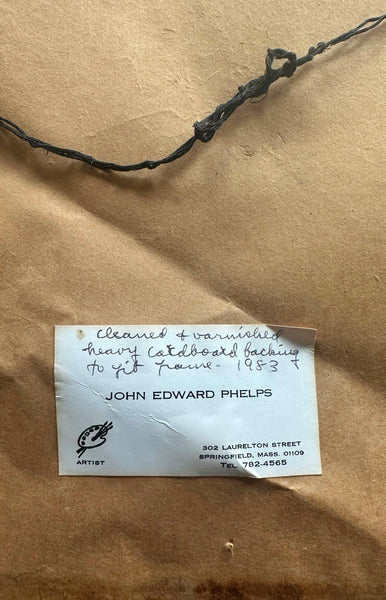 cleaned & varnished
heavy cardboard backing
to fit frame - 1983
JOHN EDWARD PHELPS
302 LAURELTON STREET
SPRINGFIELD, MASS. 01109
TEL. 782-4565
ARTIST